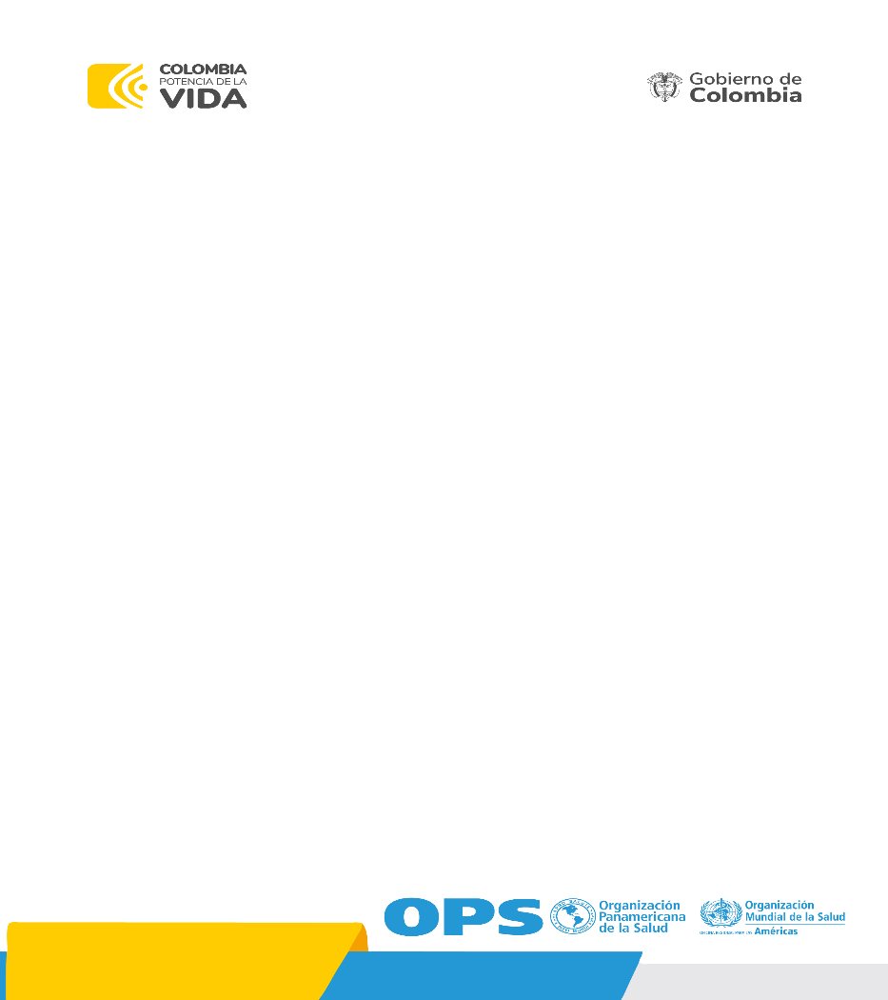 COLOMBIA
POTENCIA DE LA
VIDA
Gobierno de
Colombia
OPS
Organización
Panamericana
de la Salud
Organización
Mundial de la Salud
Américas